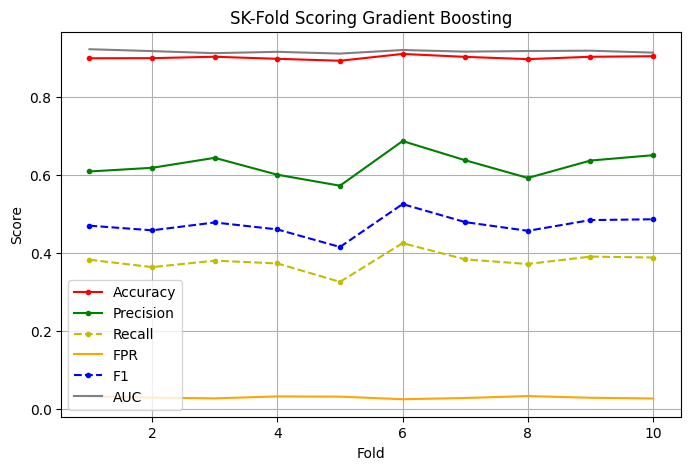 SK-Fold Scoring Gradient Boosting
Score
0.8
0.6
0.4
0.2
0.0
Accuracy
Precision
Recall
FPR
F1
AUC
2
4
6
8
10
Fold